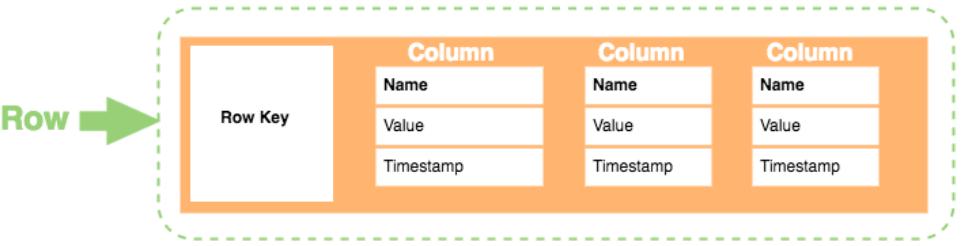 Row
Row Key
Column
Name
Value
Timestamp
Column
Name
Value
Timestamp
Column
Name
Value
Timestamp